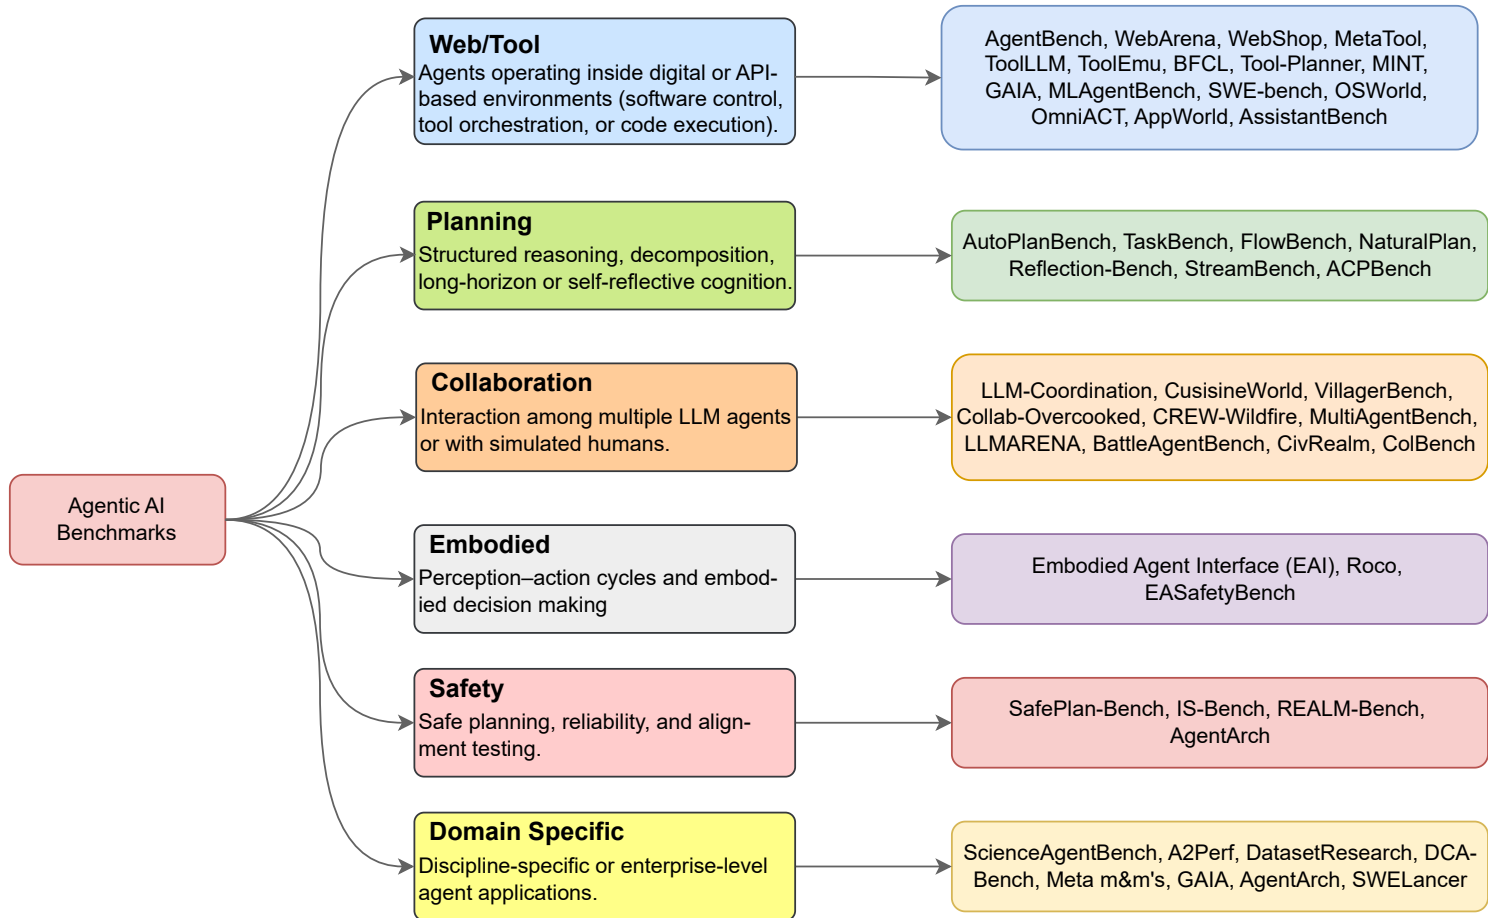 Agentic AI
Benchmarks
Web/Tool
Agents operating inside digital or API-
based environments (software control,
tool orchestration, or code execution).
AgentBench, WebArena, WebShop, MetaTool,
ToolLLM, ToolEmu, BFCL, Tool-Planner, MINT,
GAIA, MLAgentBench, SWE-bench, OSWorld,
OmniACT, AppWorld, AssistantBench
Planning
Structured reasoning, decomposition,
long-horizon or self-reflective cognition.
AutoPlanBench, TaskBench, FlowBench, NaturalPlan,
Reflection-Bench, StreamBench, ACPBench
Collaboration
Interaction among multiple LLM agents
or with simulated humans.
LLM-Coordination, CusisineWorld, VillagerBench,
Collab-Overcooked, CREW-Wildfire, MultiAgentBench,
LLMARENA, BattleAgentBench, CivRealm, ColBench
Embodied
Perception–action cycles and embod-
ied decision making
Embodied Agent Interface (EAI), Roco,
EASafetyBench
Safety
Safe planning, reliability, and align-
ment testing.
SafePlan-Bench, IS-Bench, REALM-Bench,
AgentArch
Domain Specific
Discipline-specific or enterprise-level
agent applications.
ScienceAgentBench, A2Perf, DatasetResearch, DCA-
Bench, Meta m&m's, GAIA, AgentArch, SWELancer